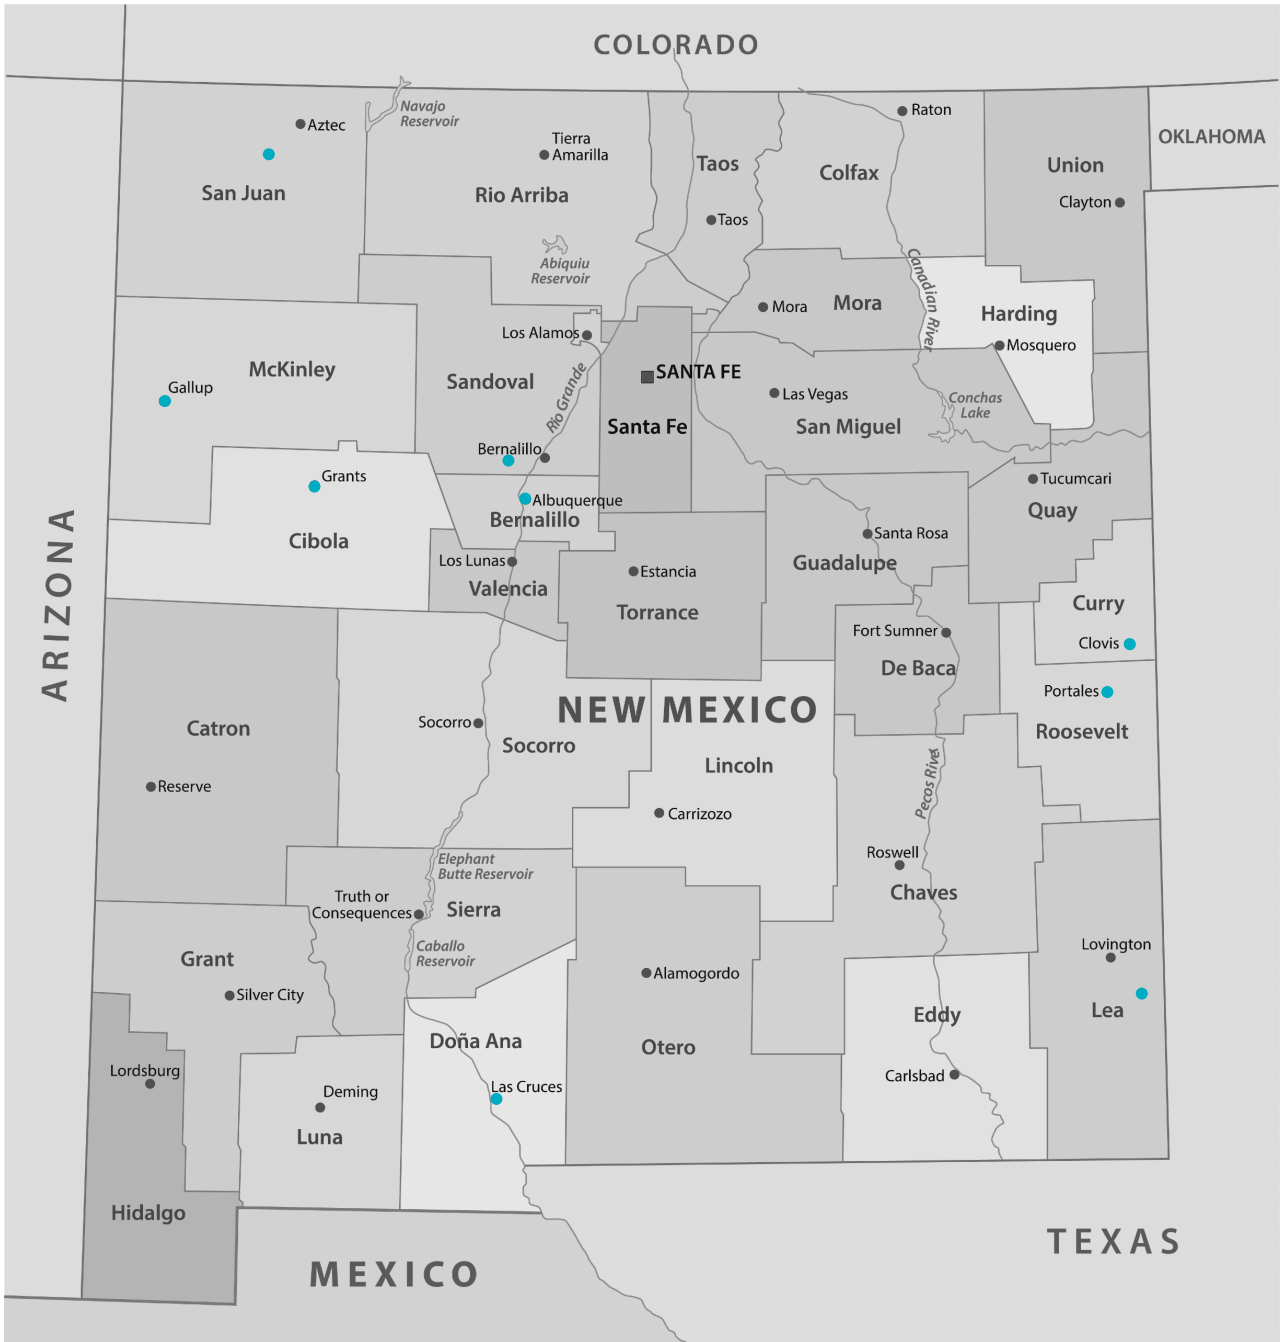 COLORADO
Navajo
Reservoir
Aztec
Tierra
Amarilla
San Juan
Rio Arriba
Taos
Taos
Colfax
Raton
Union
Clayton
OKLAHOMA
Abiquiu
Reservoir
Canadian River
Mora
Mora
Harding
Mosquero
Los Alamos
McKinley
Gallup
Sandoval
Rio Grande
SANTA FE
Santa Fe
Las Vegas
San Miguel
Conchas
Lake
Bernalillo
Grants
Cibola
Albuquerque
Bernalillo
Tucumcari
Quay
Santa Rosa
Guadalupe
Los Lunas
Valencia
Estancia
Torrance
Curry
Clovis
Fort Sumner
De Baca
ARIZONA
Portales
Roosevelt
NEW MEXICO
Catron
Reserve
Socorro
Socorro
Lincoln
Carrizozo
Pecos River
Roswell
Chaves
Elephant
Butte Reservoir
Truth or
Consequences
Sierra
Caballo
Reservoir
Grant
Silver City
Alamogordo
Otero
Lovington
Lea
Eddy
Carlsbad
Doña Ana
Las Cruces
Lordsburg
Deming
Luna
Hidalgo
MEXICO
TEXAS